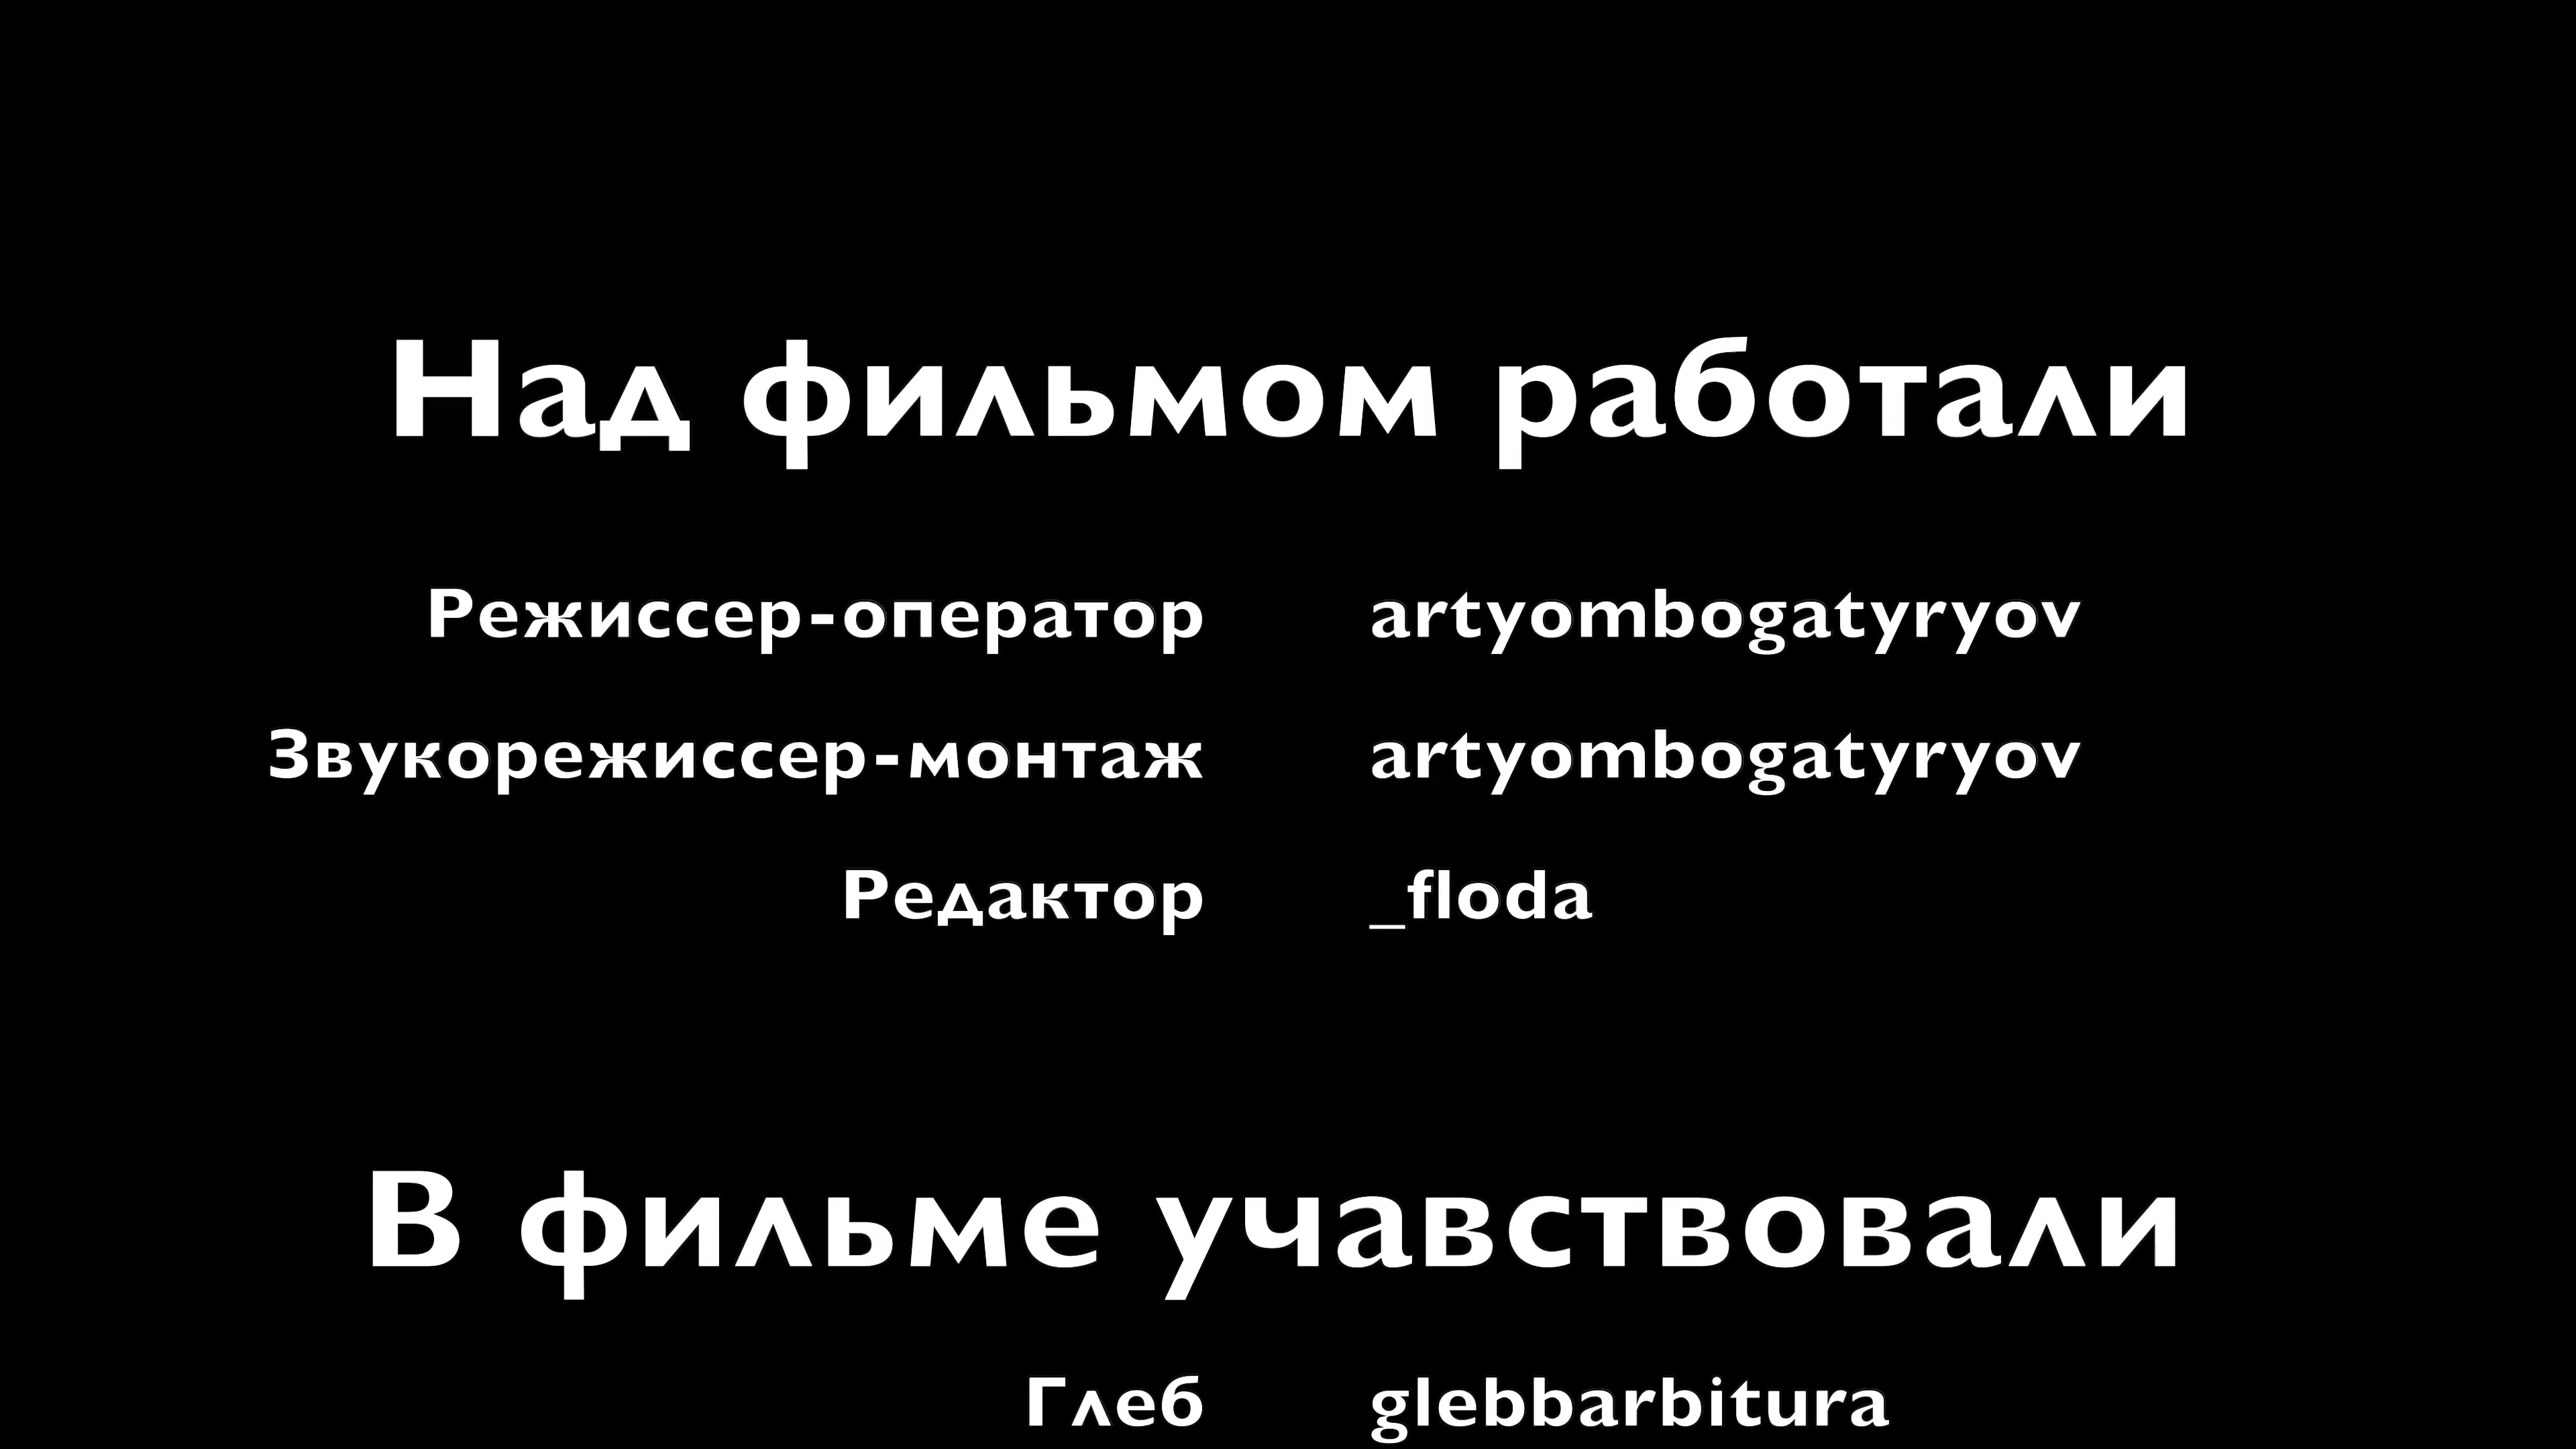 Над фильмом работали
Режиссер-оператор artyombogatyryov
Звукорежиссер-монтаж artyombogatyryov
Редактор _floda
В фильме учавствовали
Глеб glebbarbitura